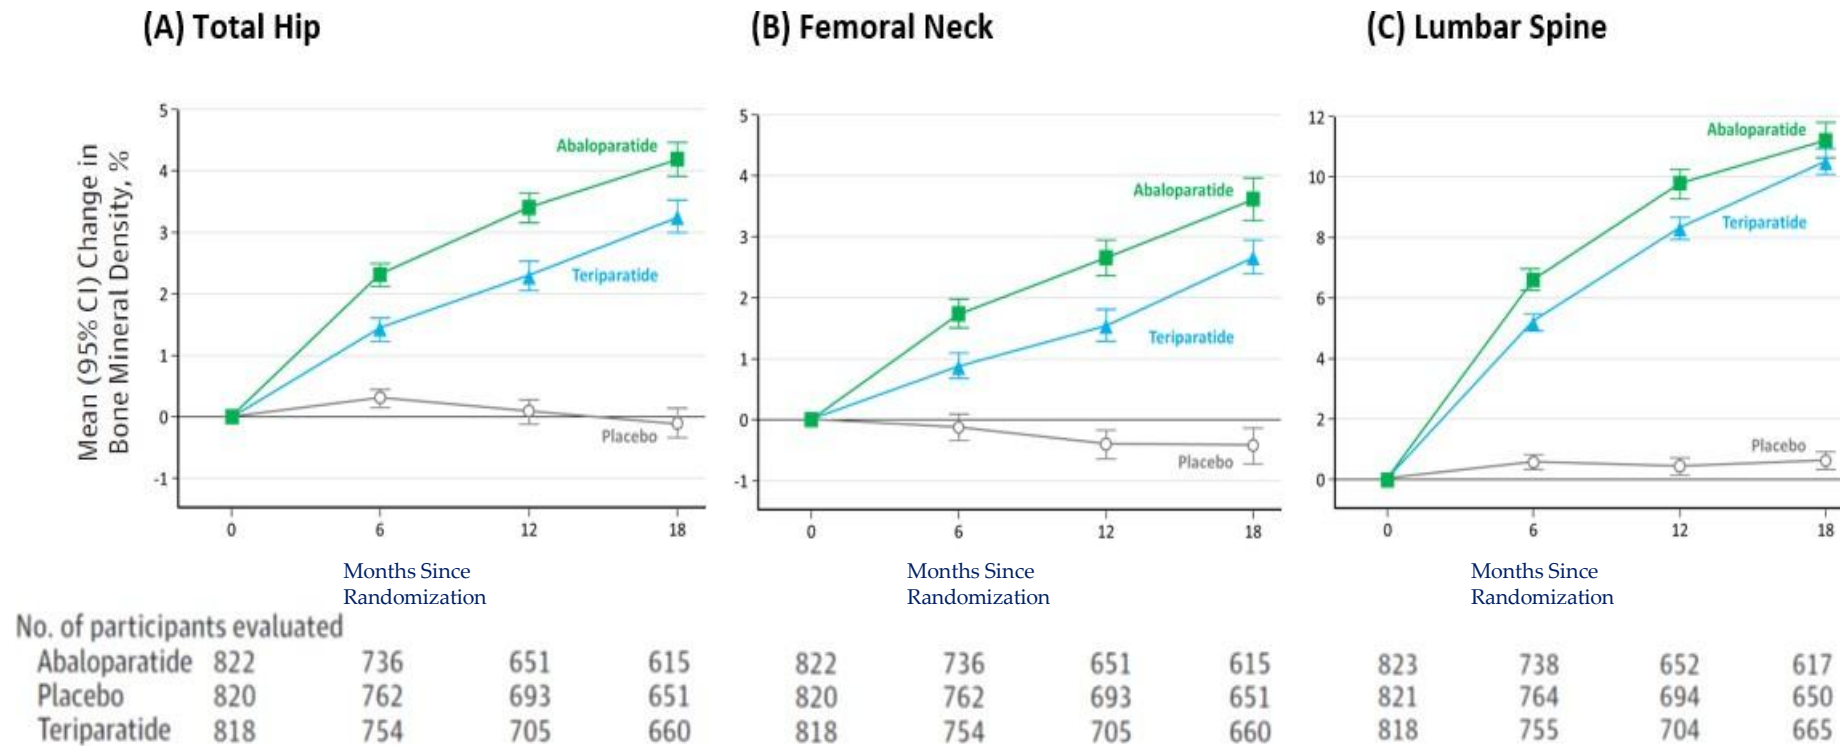 (A) Total Hip
(B) Femoral Neck
(C) Lumbar Spine
Mean (95% CI) Change in
Bone Mineral Density, %
5
4
3
2
1
0
-1
Abaloparatide
Teriparatide
Placebo
0 6 12 18
Months Since
Randomization
5
4
3
2
1
0
-1
Abaloparatide
Teriparatide
Placebo
0 6 12 18
Months Since
Randomization
12
10
8
6
4
2
0
Abaloparatide
Teriparatide
Placebo
0 6 12 18
Months Since
Randomization
No. of participants evaluated
Abaloparatide 822 736 651 615 822 736 651 615 823 738 652 617
Placebo 820 762 693 651 820 762 693 651 821 764 694 650
Teriparatide 818 754 705 660 818 754 705 660 818 755 704 665